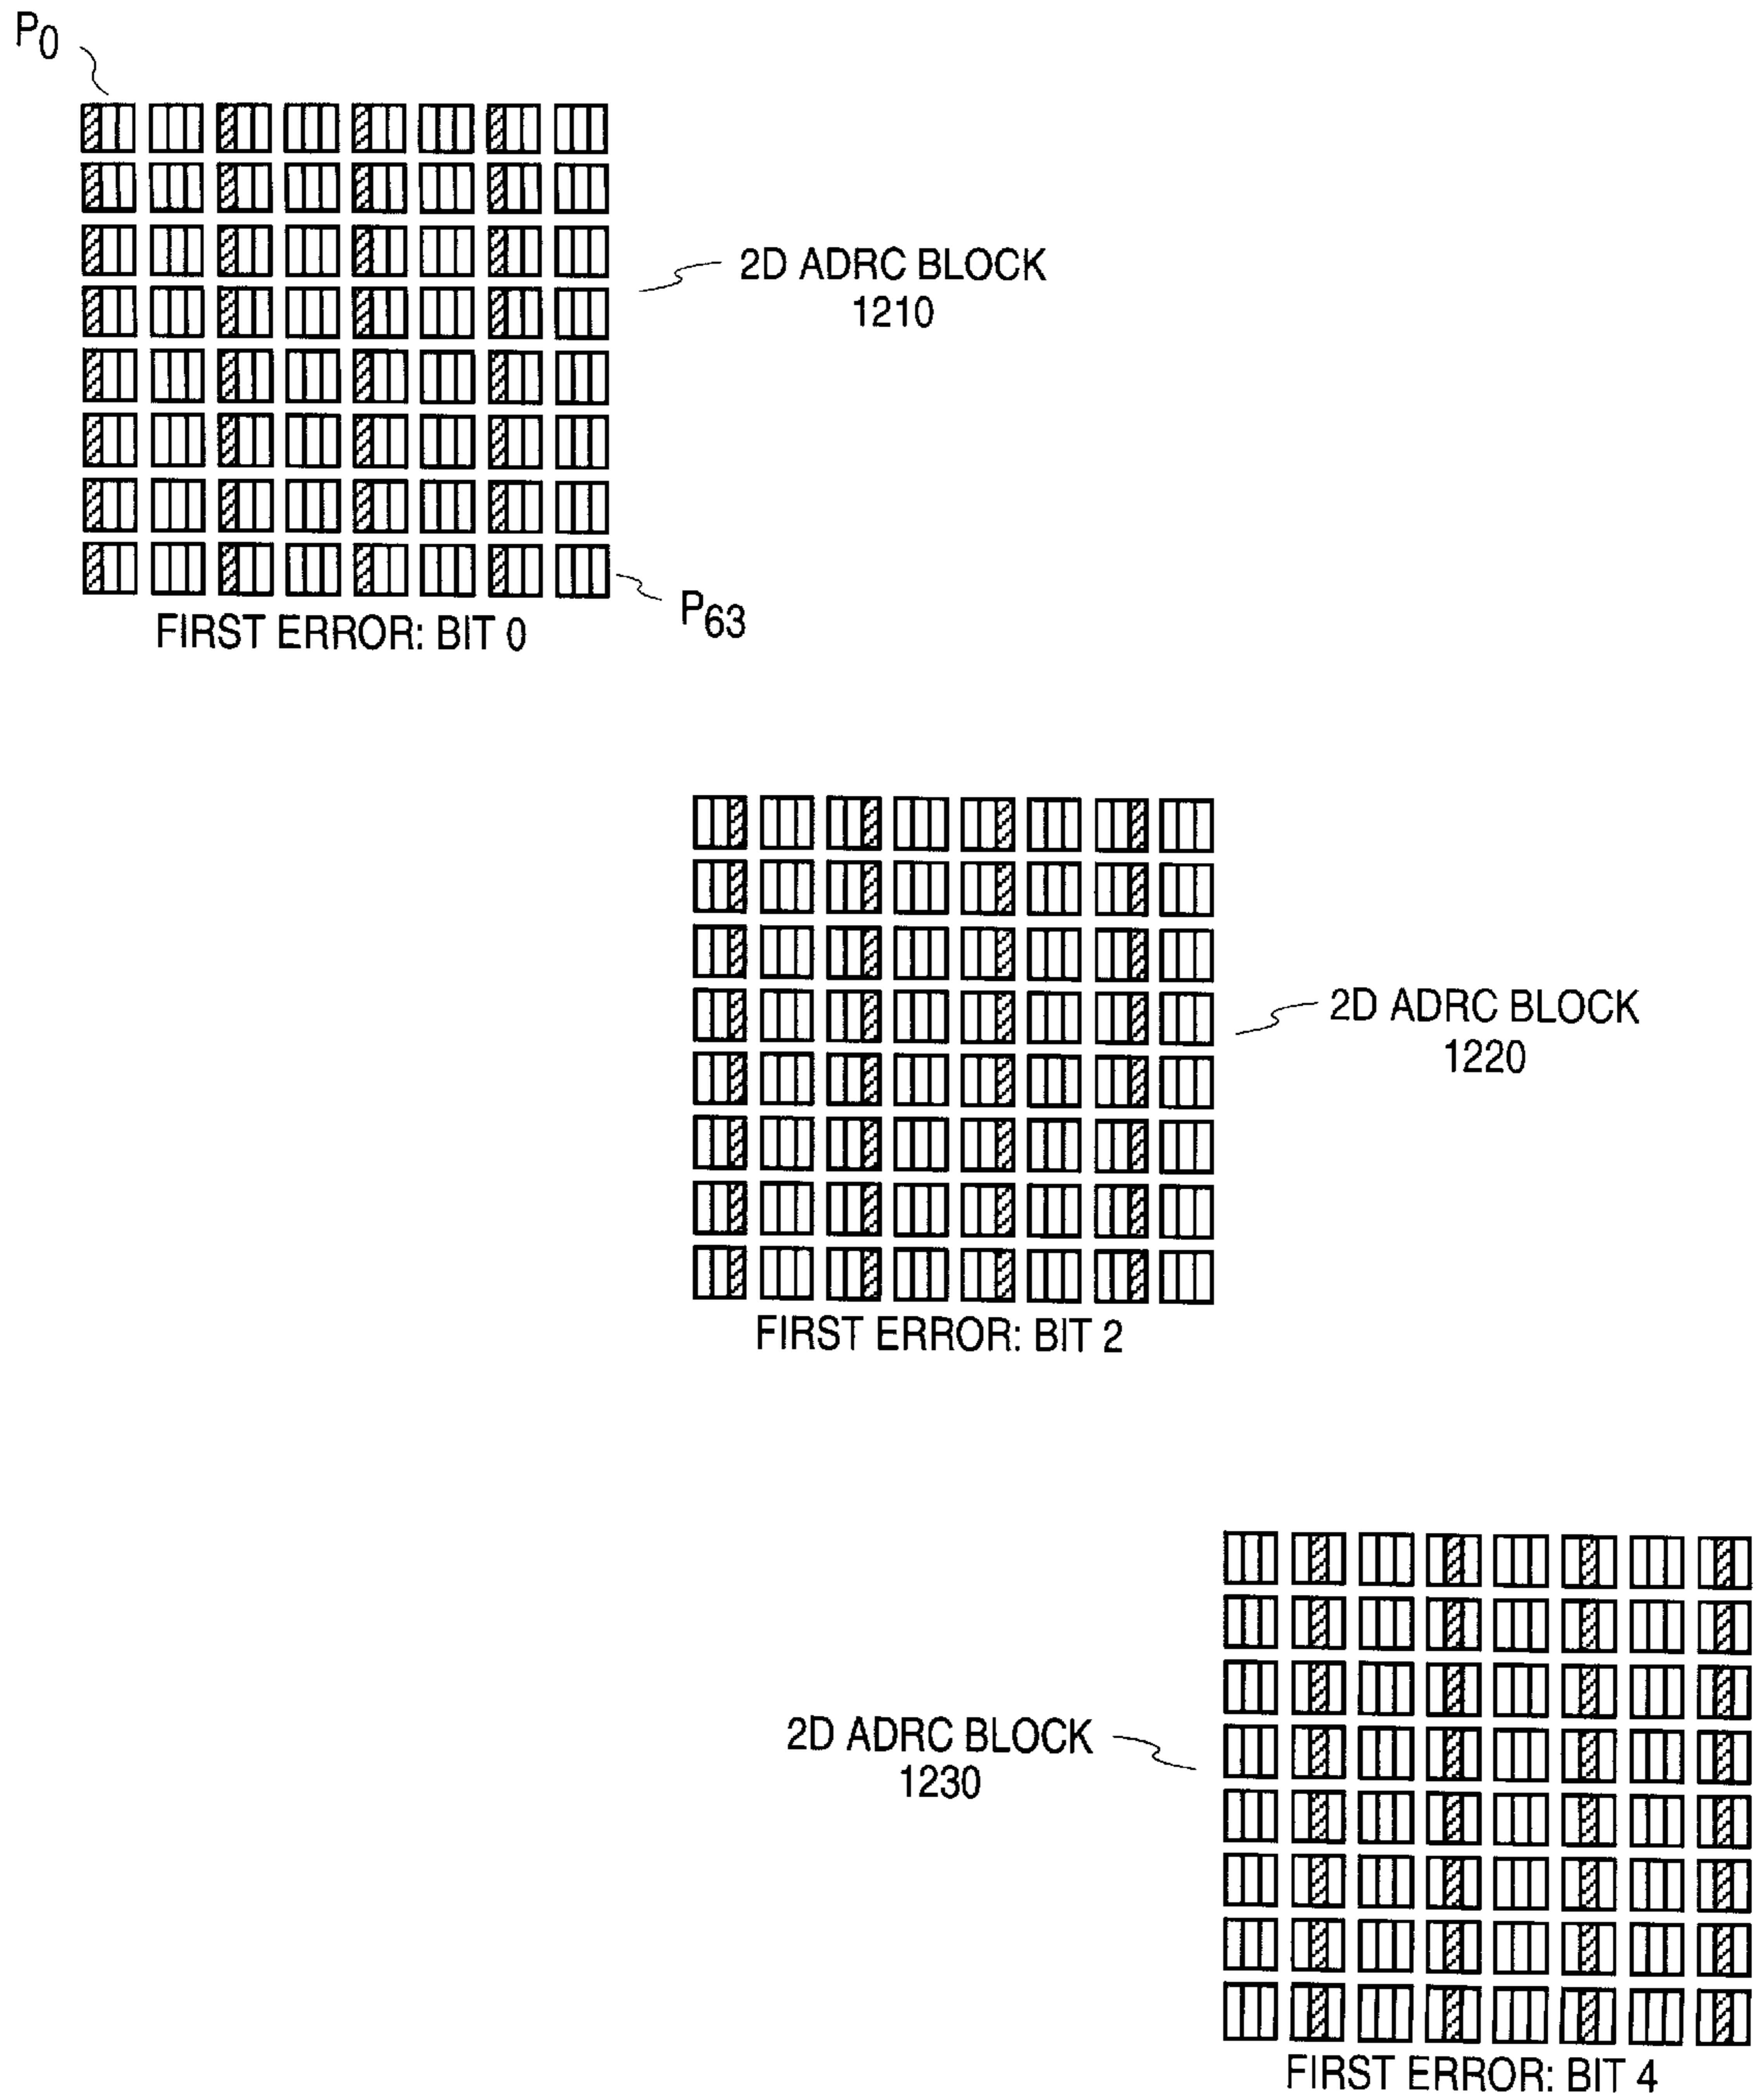 P0
2D ADRC BLOCK
1210
P63
FIRST ERROR: BIT 0
2D ADRC BLOCK
1220
FIRST ERROR: BIT 2
2D ADRC BLOCK
1230
FIRST ERROR: BIT 4